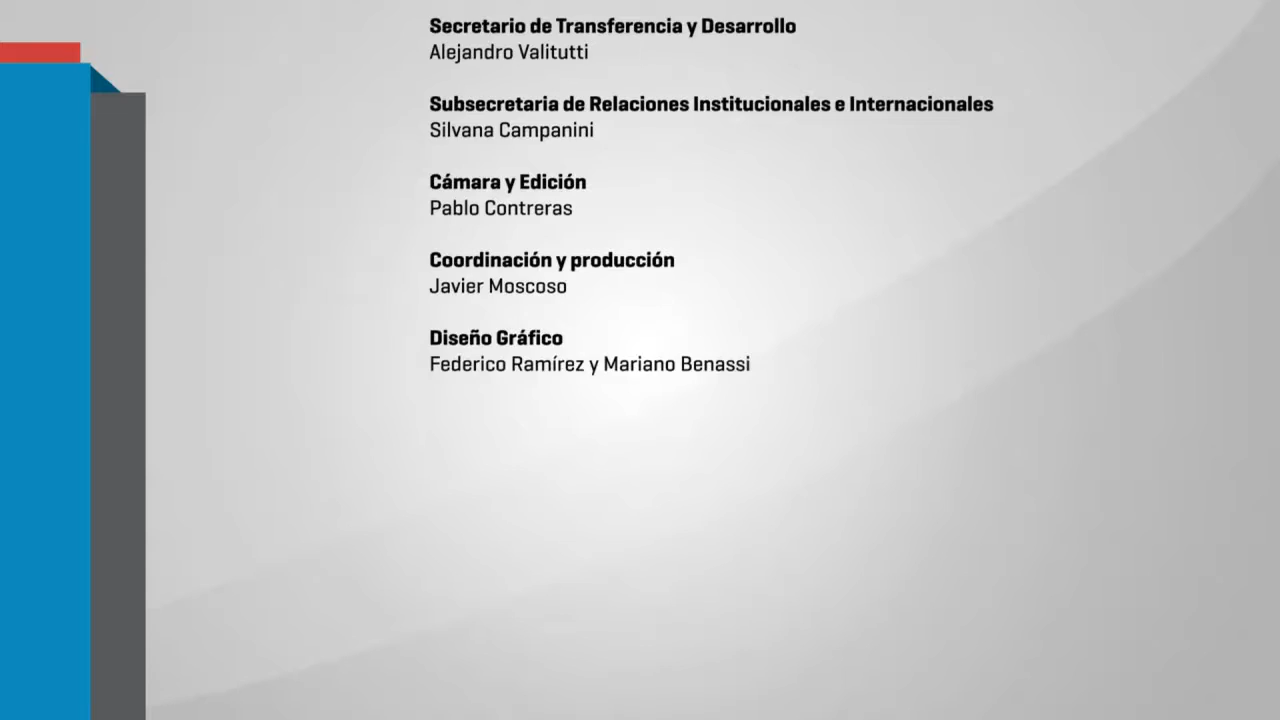 Secretario de Transferencia y Desarrollo
Alejandro Valitutti
Subsecretaria de Relaciones Institucionales e Internacionales
Silvana Campanini
Cámara y Edición
Pablo Contreras
Coordinación y producción
Javier Moscoso
Diseño Gráfico
Federico Ramírez y Mariano Benassi